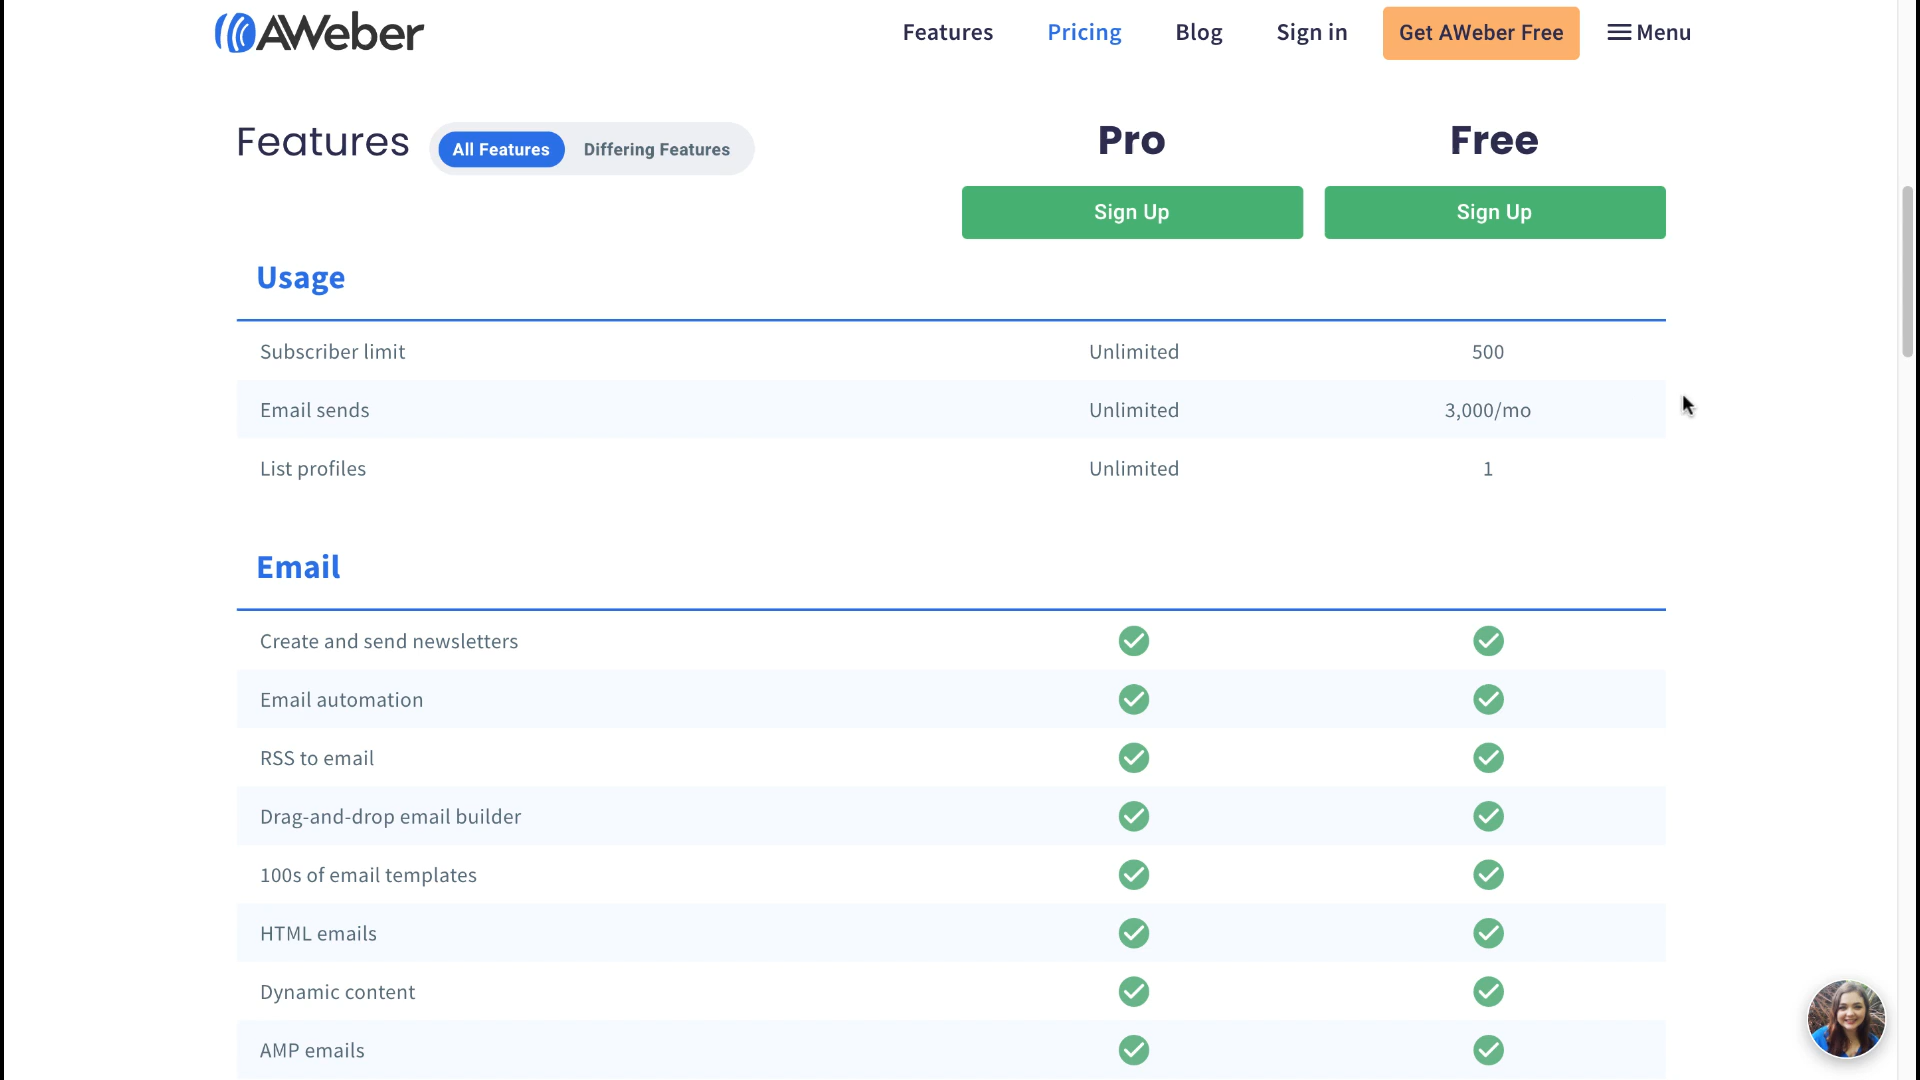 AWeber
Features Pricing Blog Sign in Get AWeber Free Menu
Features All Features Differing Features Pro Free
Sign Up Sign Up
Usage
Subscriber limit Unlimited 500
Email sends Unlimited 3,000/mo
List profiles Unlimited 1
Email
Create and send newsletters
Email automation
RSS to email
Drag-and-drop email builder
100s of email templates
HTML emails
Dynamic content
AMP emails